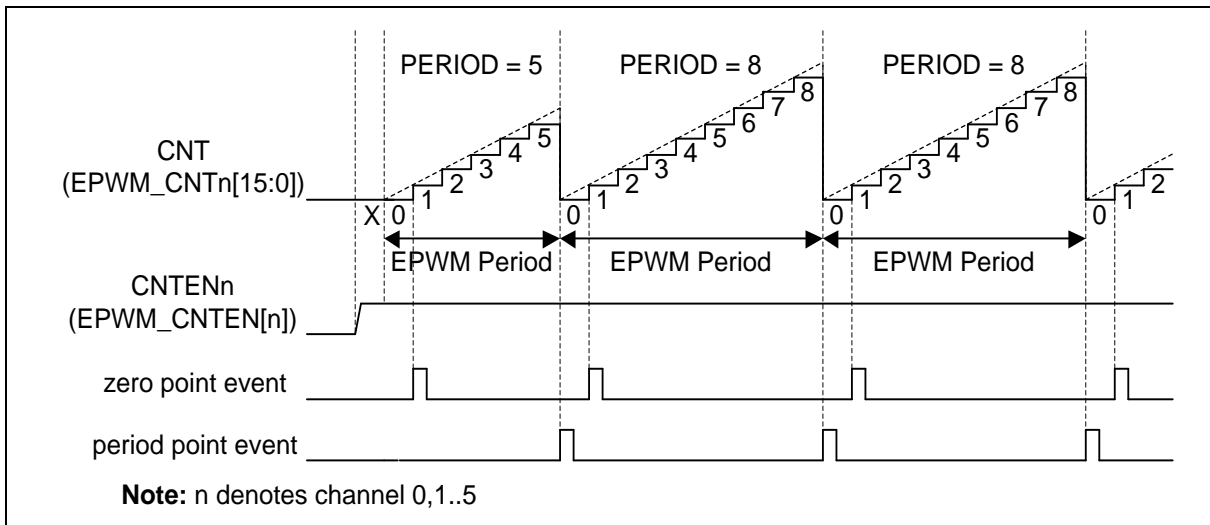 PERIOD = 5 PERIOD = 8 PERIOD = 8
CNT
(EPWM_CNTn[15:0])
X 0 1 2 3 4 5 0 1 2 3 4 5 6 7 8 0 1 2 3 4 5 6 7 8 0 1 2
EPWM Period EPWM Period EPWM Period
CNTENn
(EPWM_CNTEN[n])
zero point event
period point event
Note: n denotes channel 0,1..5